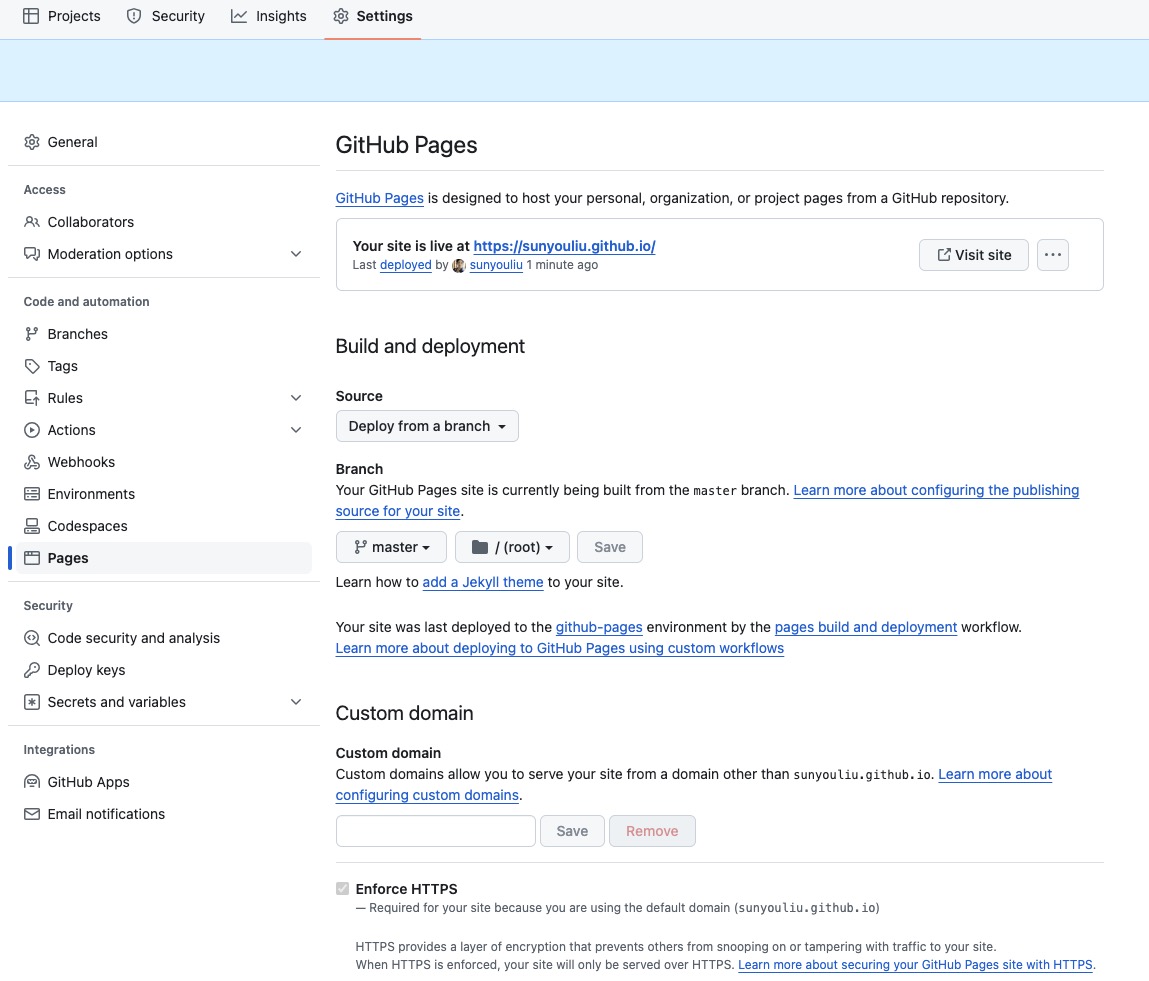 Projects Security Insights Settings
General
Access
Collaborators
Moderation options
Code and automation
Branches
Tags
Rules
Actions
Webhooks
Environments
Codespaces
Pages
Security
Code security and analysis
Deploy keys
Secrets and variables
Integrations
GitHub Apps
Email notifications
GitHub Pages
GitHub Pages is designed to host your personal, organization, or project pages from a GitHub repository.
Your site is live at https://sunyouliu.github.io/
Last deployed by sunyouliu 1 minute ago
Visit site
Build and deployment
Source
Deploy from a branch
Branch
Your GitHub Pages site is currently being built from the master branch. Learn more about configuring the publishing
source for your site.
master / (root) Save
Learn how to add a Jekyll theme to your site.
Your site was last deployed to the github-pages environment by the pages build and deployment workflow.
Learn more about deploying to GitHub Pages using custom workflows
Custom domain
Custom domain
Custom domains allow you to serve your site from a domain other than sunyouliu.github.io. Learn more about
configuring custom domains.
Save Remove
Enforce HTTPS
— Required for your site because you are using the default domain (sunyouliu.github.io)
HTTPS provides a layer of encryption that prevents others from snooping on or tampering with traffic to your site.
When HTTPS is enforced, your site will only be served over HTTPS. Learn more about securing your GitHub Pages site with HTTPS.